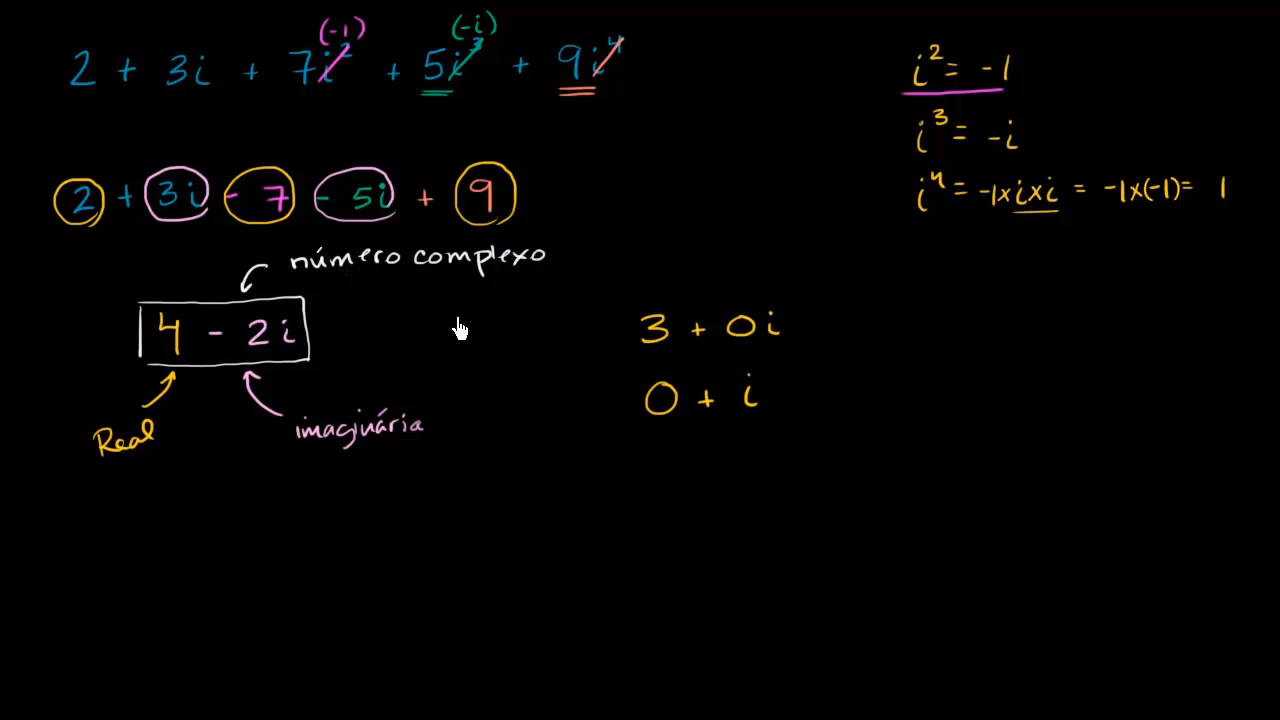 (-1) (-i)
2 + 3i + 7i² + 5i³ + 9i⁴
i² = -1
i³ = -i
i⁴ = -1×i×i = -1×(-1)= 1
2 + 3i - 7 - 5i + 9
número complexo
4 - 2i
Real
imaginária
3 + 0i
0 + i